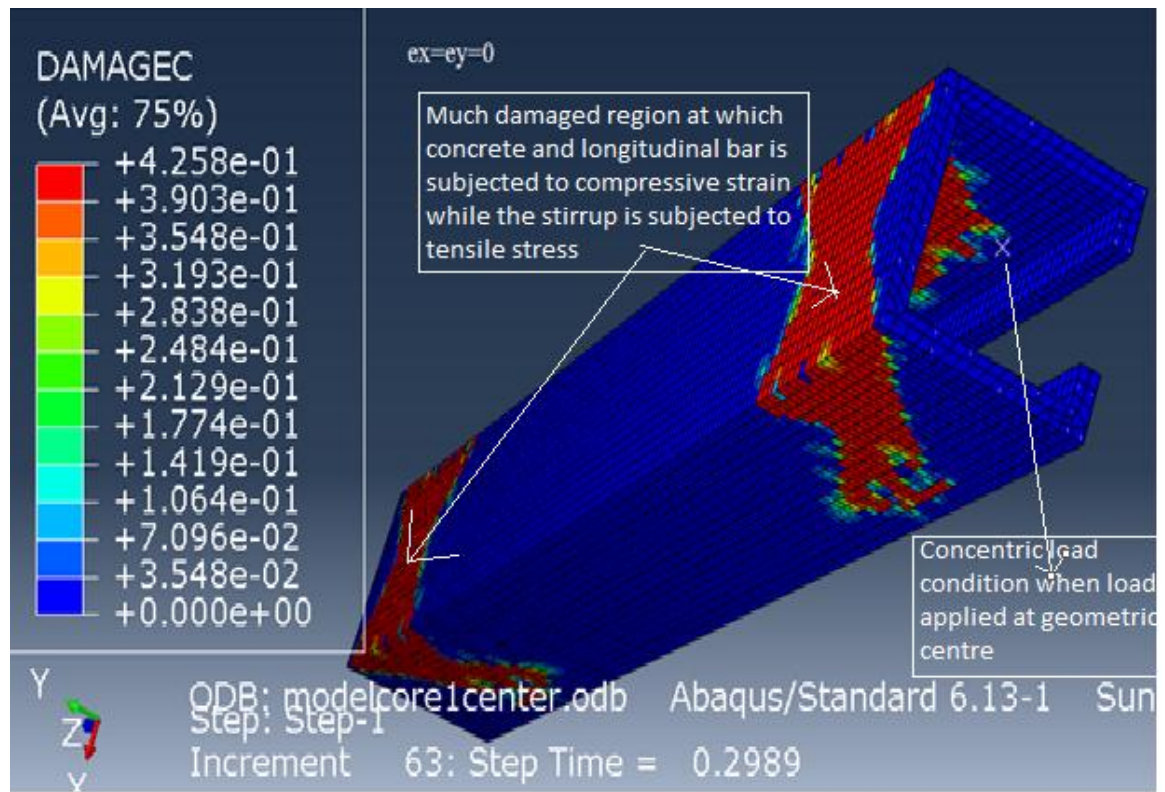 DAMAGEC
(Avg: 75%)
+4.258e-01
+3.903e-01
+3.548e-01
+3.193e-01
+2.838e-01
+2.484e-01
+2.129e-01
+1.774e-01
+1.419e-01
+1.064e-01
+7.096e-02
+3.548e-02
+0.000e+00
ex=ey=0
Much damaged region at which
concrete and longitudinal bar is
subjected to compressive strain
while the stirrup is subjected to
tensile stress
X
Concentric load
condition when load
applied at geometric
centre
Y
Z
X
ODB: modelcore1center.odb Abaqus/Standard 6.13-1 Sun
Step: Step-1
Increment 63: Step Time = 0.2989